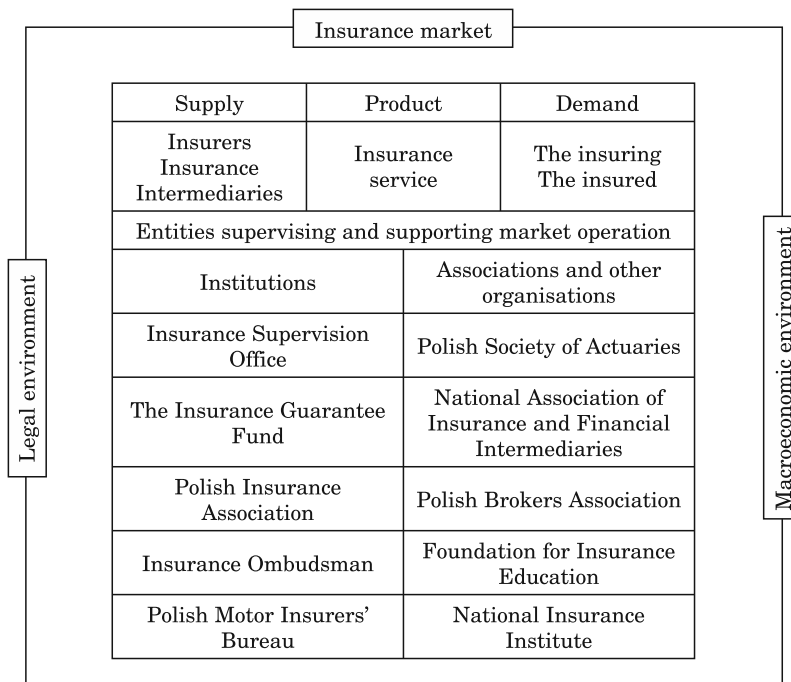 Insurance market
Supply
Product
Demand
Insurers
Insurance
Intermediaries
Insurance
service
The insuring
The insured
Entities supervising and supporting market operation
Institutions
Associations and other
organisations
Insurance Supervision
Office
Polish Society of Actuaries
The Insurance Guarantee
Fund
National Association of
Insurance and Financial
Intermediaries
Polish Insurance
Association
Polish Brokers Association
Insurance Ombudsman
Foundation for Insurance
Education
Polish Motor Insurers’
Bureau
National Insurance
Institute
Legal environment
Macroeconomic environment